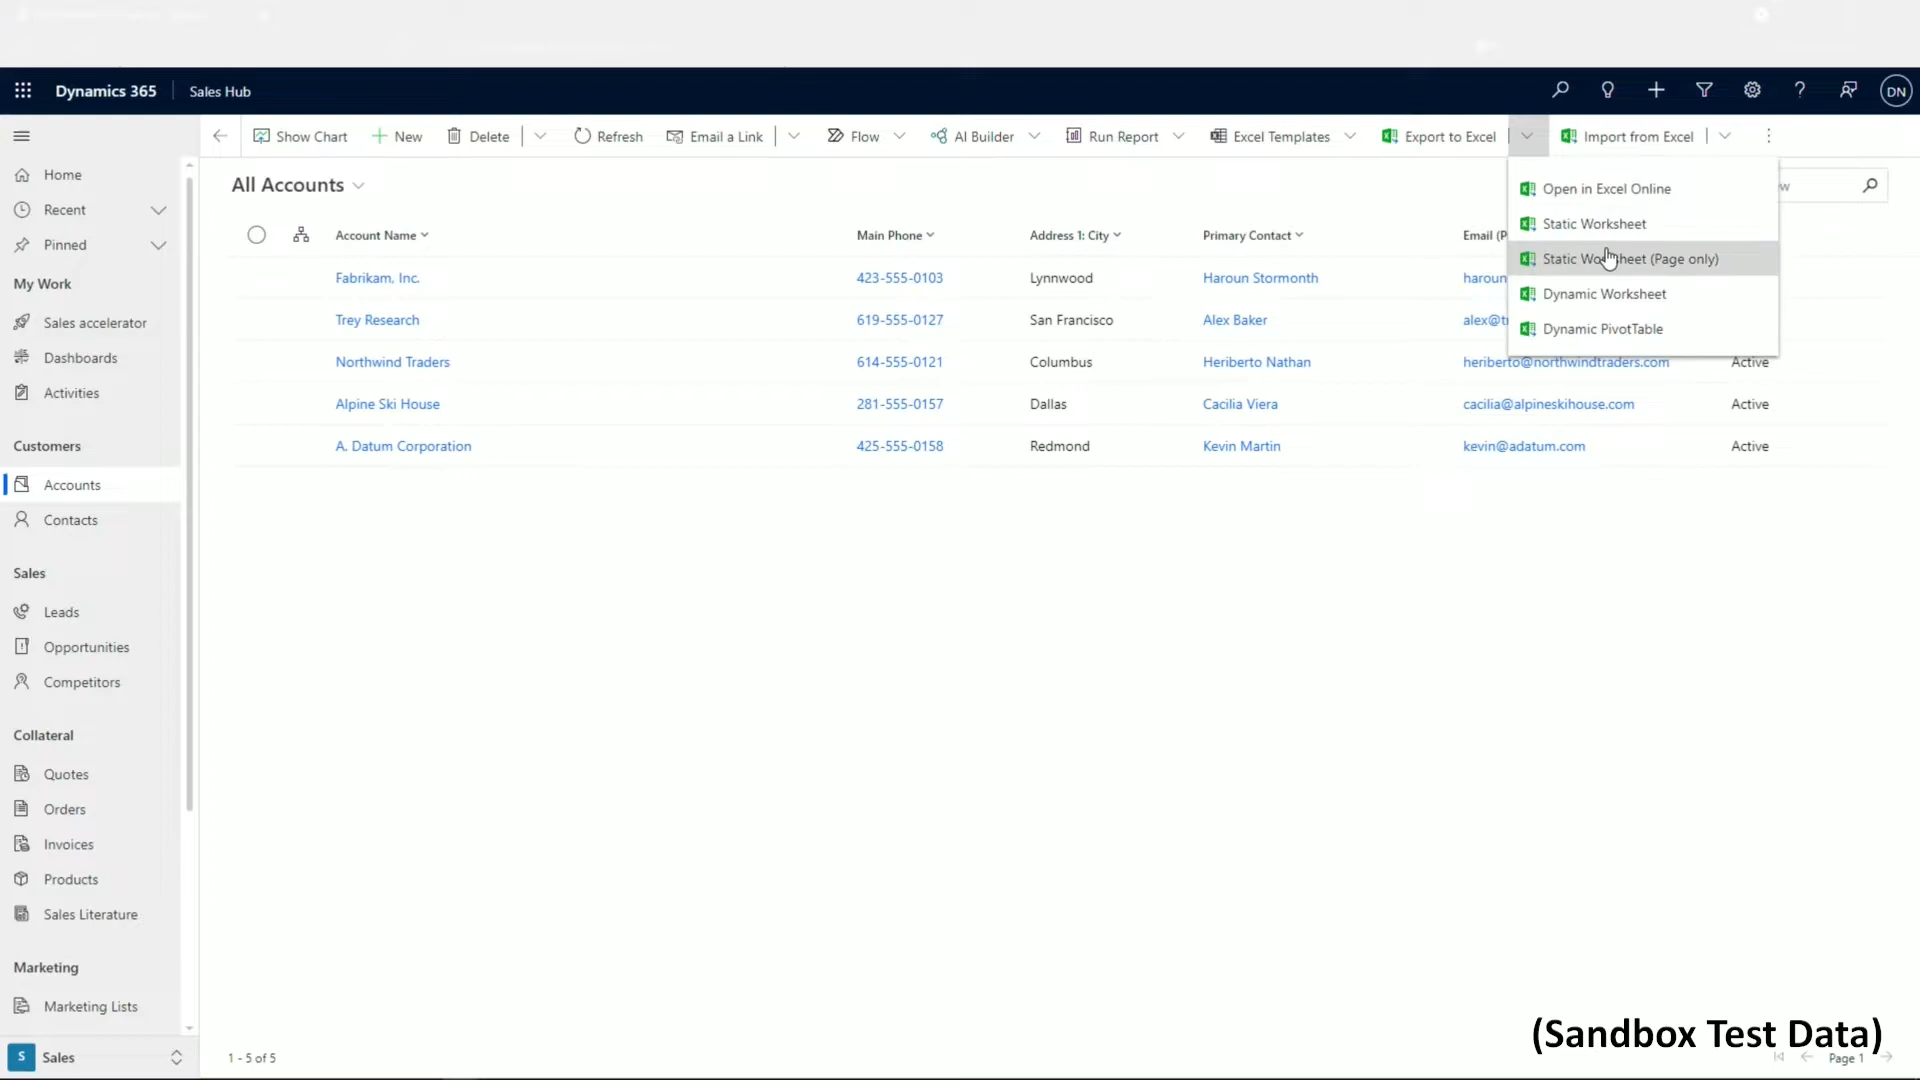 Dynamics 365 Sales Hub DN
Show Chart New Delete Refresh Email a Link Flow AI Builder Run Report Excel Templates Export to Excel Import from Excel
Home
Recent
Pinned
My Work
Sales accelerator
Dashboards
Activities
Customers
Accounts
Contacts
Sales
Leads
Opportunities
Competitors
Collateral
Quotes
Orders
Invoices
Products
Sales Literature
Marketing
Marketing Lists
S Sales
All Accounts
Open in Excel Online
Static Worksheet
Static Worksheet (Page only)
Dynamic Worksheet
Dynamic PivotTable
Account Name Main Phone Address 1: City Primary Contact Email (P
Fabrikam, Inc. 423-555-0103 Lynnwood Haroun Stormonth haroun
Trey Research 619-555-0127 San Francisco Alex Baker alex@t
Northwind Traders 614-555-0121 Columbus Heriberto Nathan heriberto@northwindtraders.com Active
Alpine Ski House 281-555-0157 Dallas Cacilia Viera cacilia@alpineskihouse.com Active
A. Datum Corporation 425-555-0158 Redmond Kevin Martin kevin@adatum.com Active
(Sandbox Test Data)
1 - 5 of 5 Page 1